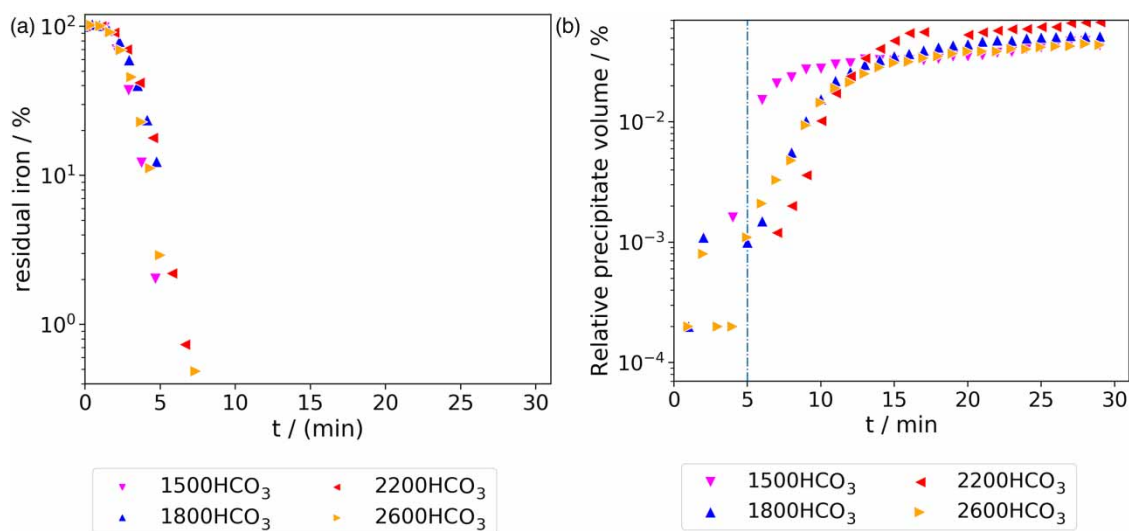 (a)
residual iron / %
10²
10¹
10⁰
0 5 10 15 20 25 30
t / (min)
1500HCO₃ 2200HCO₃
1800HCO₃ 2600HCO₃
(b)
Relative precipitate volume / %
10⁻²
10⁻³
10⁻⁴
0 5 10 15 20 25 30
t / min
1500HCO₃ 2200HCO₃
1800HCO₃ 2600HCO₃